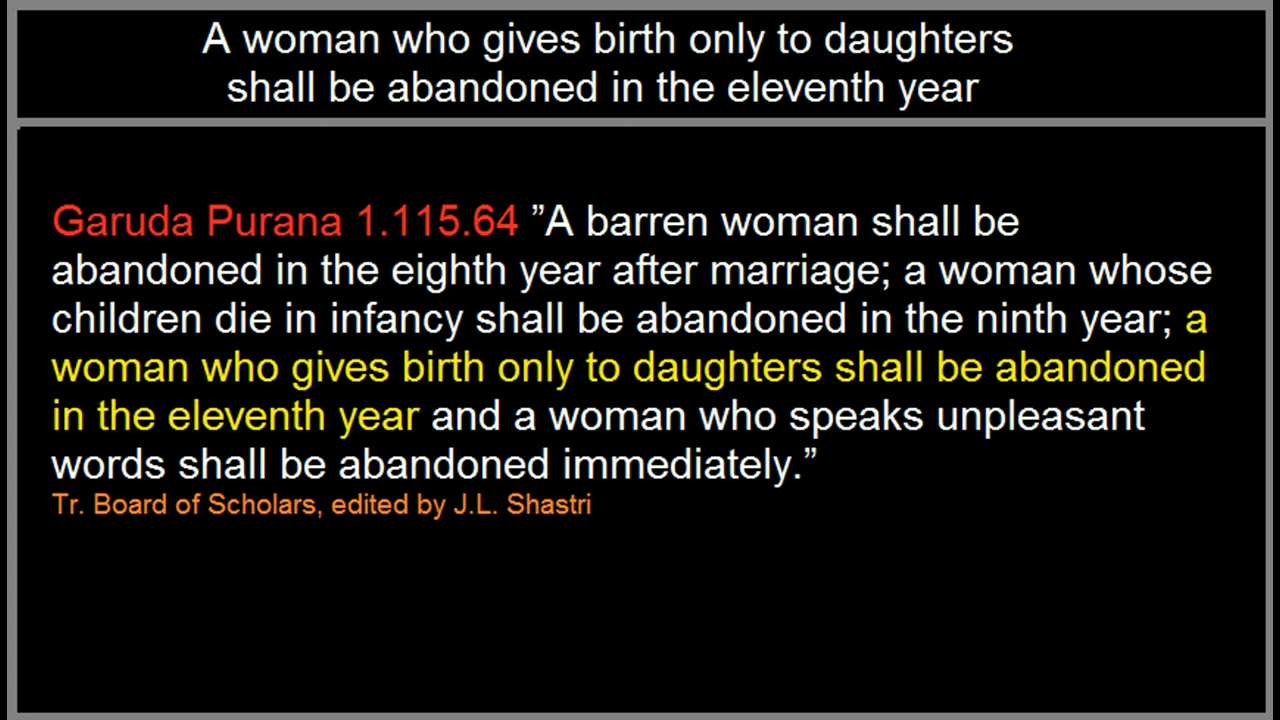 A woman who gives birth only to daughters
shall be abandoned in the eleventh year
Garuda Purana 1.115.64 ”A barren woman shall be
abandoned in the eighth year after marriage; a woman whose
children die in infancy shall be abandoned in the ninth year; a
woman who gives birth only to daughters shall be abandoned
in the eleventh year and a woman who speaks unpleasant
words shall be abandoned immediately.”
Tr. Board of Scholars, edited by J.L. Shastri